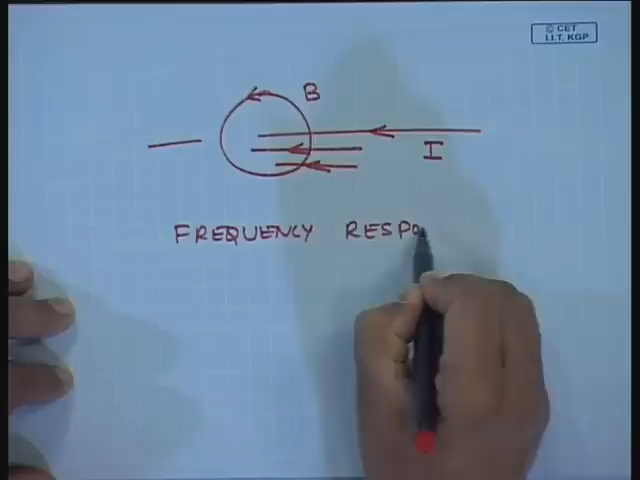 © CET
I.I.T. KGP
B
I
FREQUENCY RESPO